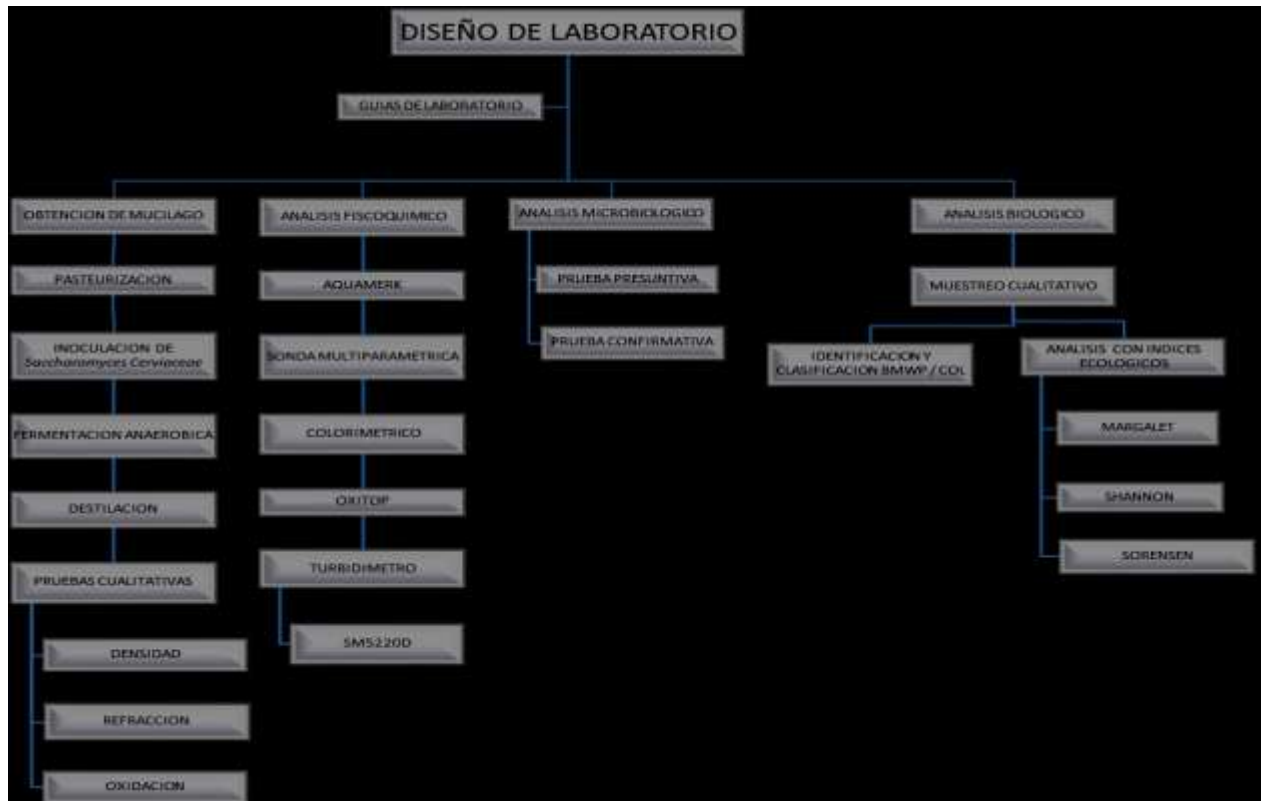 DISEÑO DE LABORATORIO
GUIAS DE LABORATORIO
OBTENCION DE MUCILAGO
PASTEURIZACION
INOCULACION DE
Saccharamyces Cerviaceae
FERMENTACION ANAEROBICA
DESTILACION
PRUEBAS CUALITATIVAS
DENSIDAD
REFRACCION
OXIDACION
ANALISIS FISCOQUIMICO
AQUAMERK
SONDA MULTIPARAMETRICA
COLORIMETRICO
OXITOP
TURBIDIMETRO
SM5220D
ANALISIS MICROBIOLOGICO
PRUEBA PRESUNTIVA
PRUEBA CONFIRMATIVA
ANALISIS BIOLOGICO
MUESTREO CUALITATIVO
IDENTIFICACION Y
CLASIFICACION BMWP / COL
ANALISIS CON INDICES
ECOLOGICOS
MARGALET
SHANNON
SORENSEN